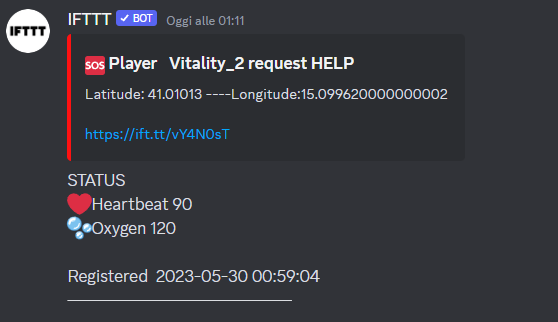 IFTTT
IFTTT BOT Oggi alle 01:11
SOS Player Vitality_2 request HELP
Latitude: 41.01013 ----Longitude:15.099620000000002
https://ift.tt/vY4N0sT
STATUS
Heartbeat 90
Oxygen 120
Registered 2023-05-30 00:59:04